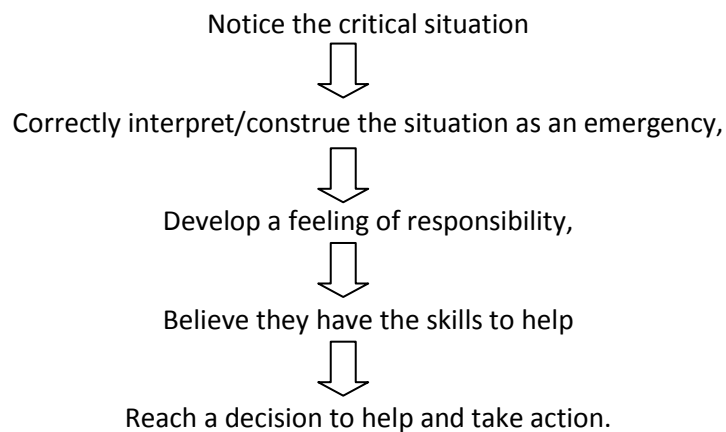 Notice the critical situation
Correctly interpret/construe the situation as an emergency,
Develop a feeling of responsibility,
Believe they have the skills to help
Reach a decision to help and take action.